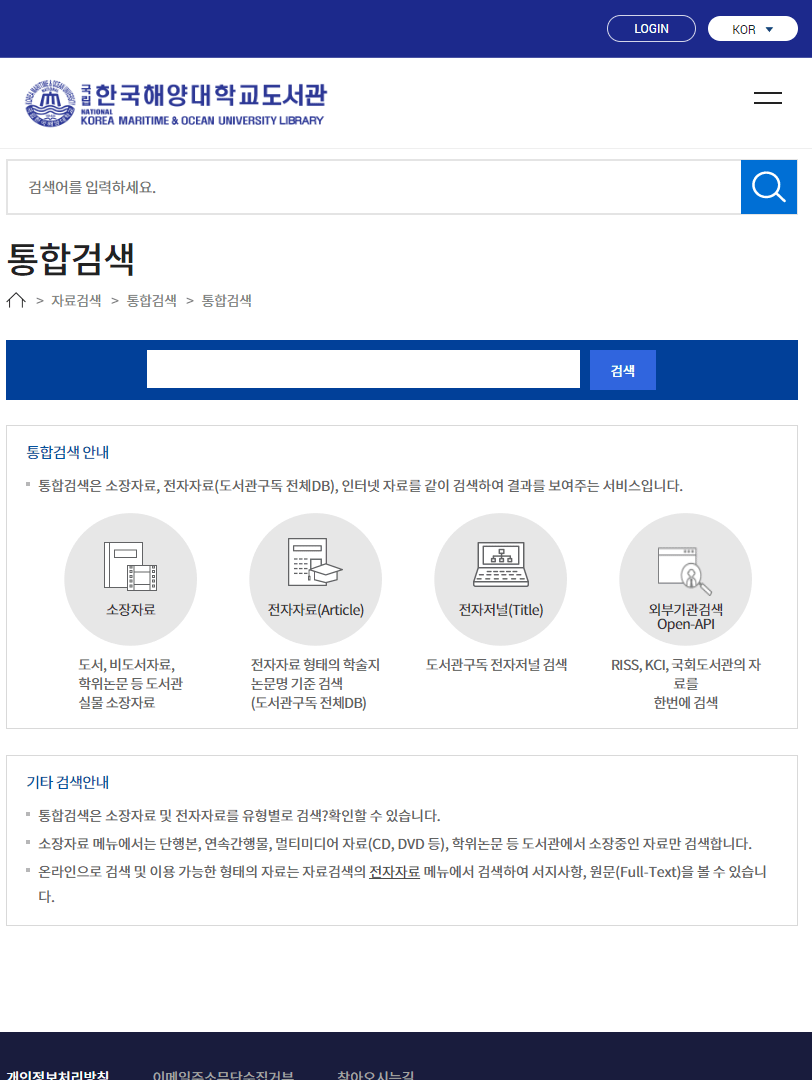 LOGIN
KOR
국립 한국해양대학교도서관
NATIONAL
KOREA MARITIME & OCEAN UNIVERSITY LIBRARY
검색어를 입력하세요.
통합검색
> 자료검색 > 통합검색 > 통합검색
검색
통합검색 안내
통합검색은 소장자료, 전자자료(도서관구독 전체DB), 인터넷 자료를 같이 검색하여 결과를 보여주는 서비스입니다.
소장자료
도서, 비도서자료,
학위논문 등 도서관
실물 소장자료
전자자료(Article)
전자자료 형태의 학술지
논문명 기준 검색
(도서관구독 전체DB)
전자저널(Title)
도서관구독 전자저널 검색
외부기관검색
Open-API
RISS, KCI, 국회도서관의 자
료를
한번에 검색
기타 검색안내
통합검색은 소장자료 및 전자자료를 유형별로 검색?확인할 수 있습니다.
소장자료 메뉴에서는 단행본, 연속간행물, 멀티미디어 자료(CD, DVD 등), 학위논문 등 도서관에서 소장중인 자료만 검색합니다.
온라인으로 검색 및 이용 가능한 형태의 자료는 자료검색의 전자자료 메뉴에서 검색하여 서지사항, 원문(Full-Text)을 볼 수 있습니
다.
개인정보처리방침 이메일주소무단수집거부 찾아오시는길